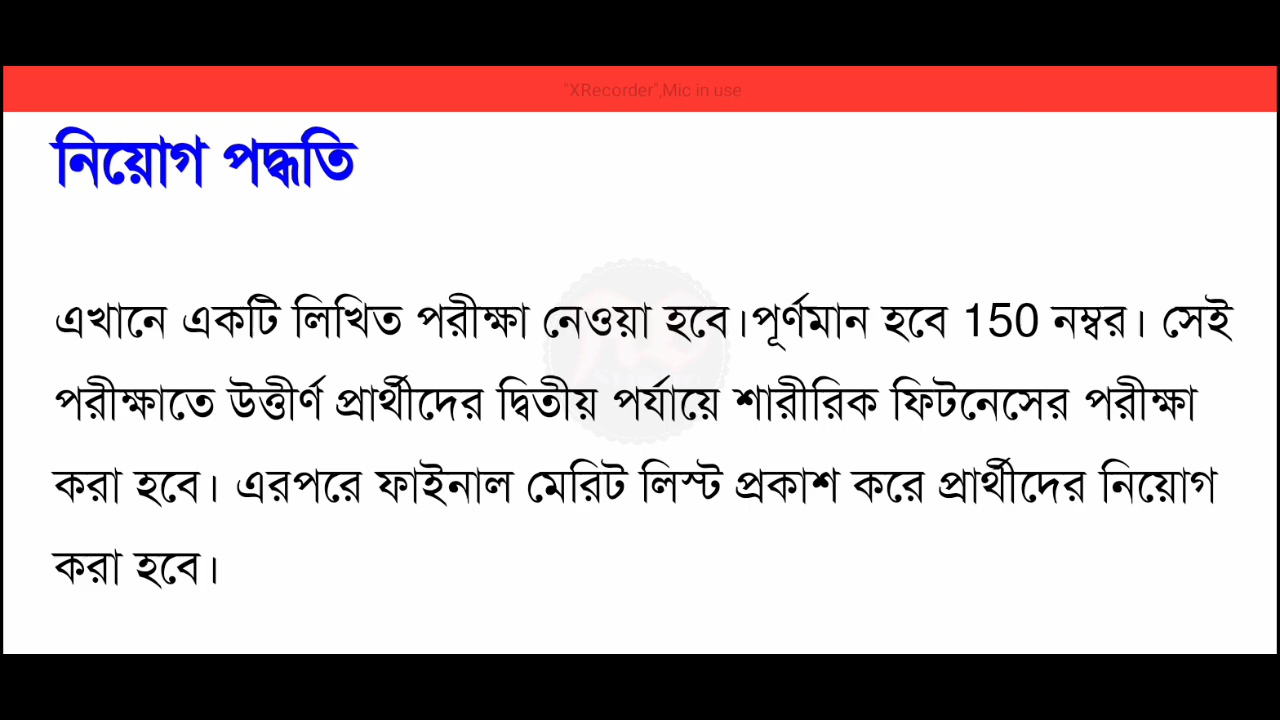 "XRecorder",Mic in use
নিয়োগ পদ্ধতি
এখানে একটি লিখিত পরীক্ষা নেওয়া হবে।পূর্ণমান হবে 150 নম্বর। সেই
পরীক্ষাতে উত্তীর্ণ প্রার্থীদের দ্বিতীয় পর্যায়ে শারীরিক ফিটনেসের পরীক্ষা
করা হবে। এরপরে ফাইনাল মেরিট লিস্ট প্রকাশ করে প্রার্থীদের নিয়োগ
করা হবে।